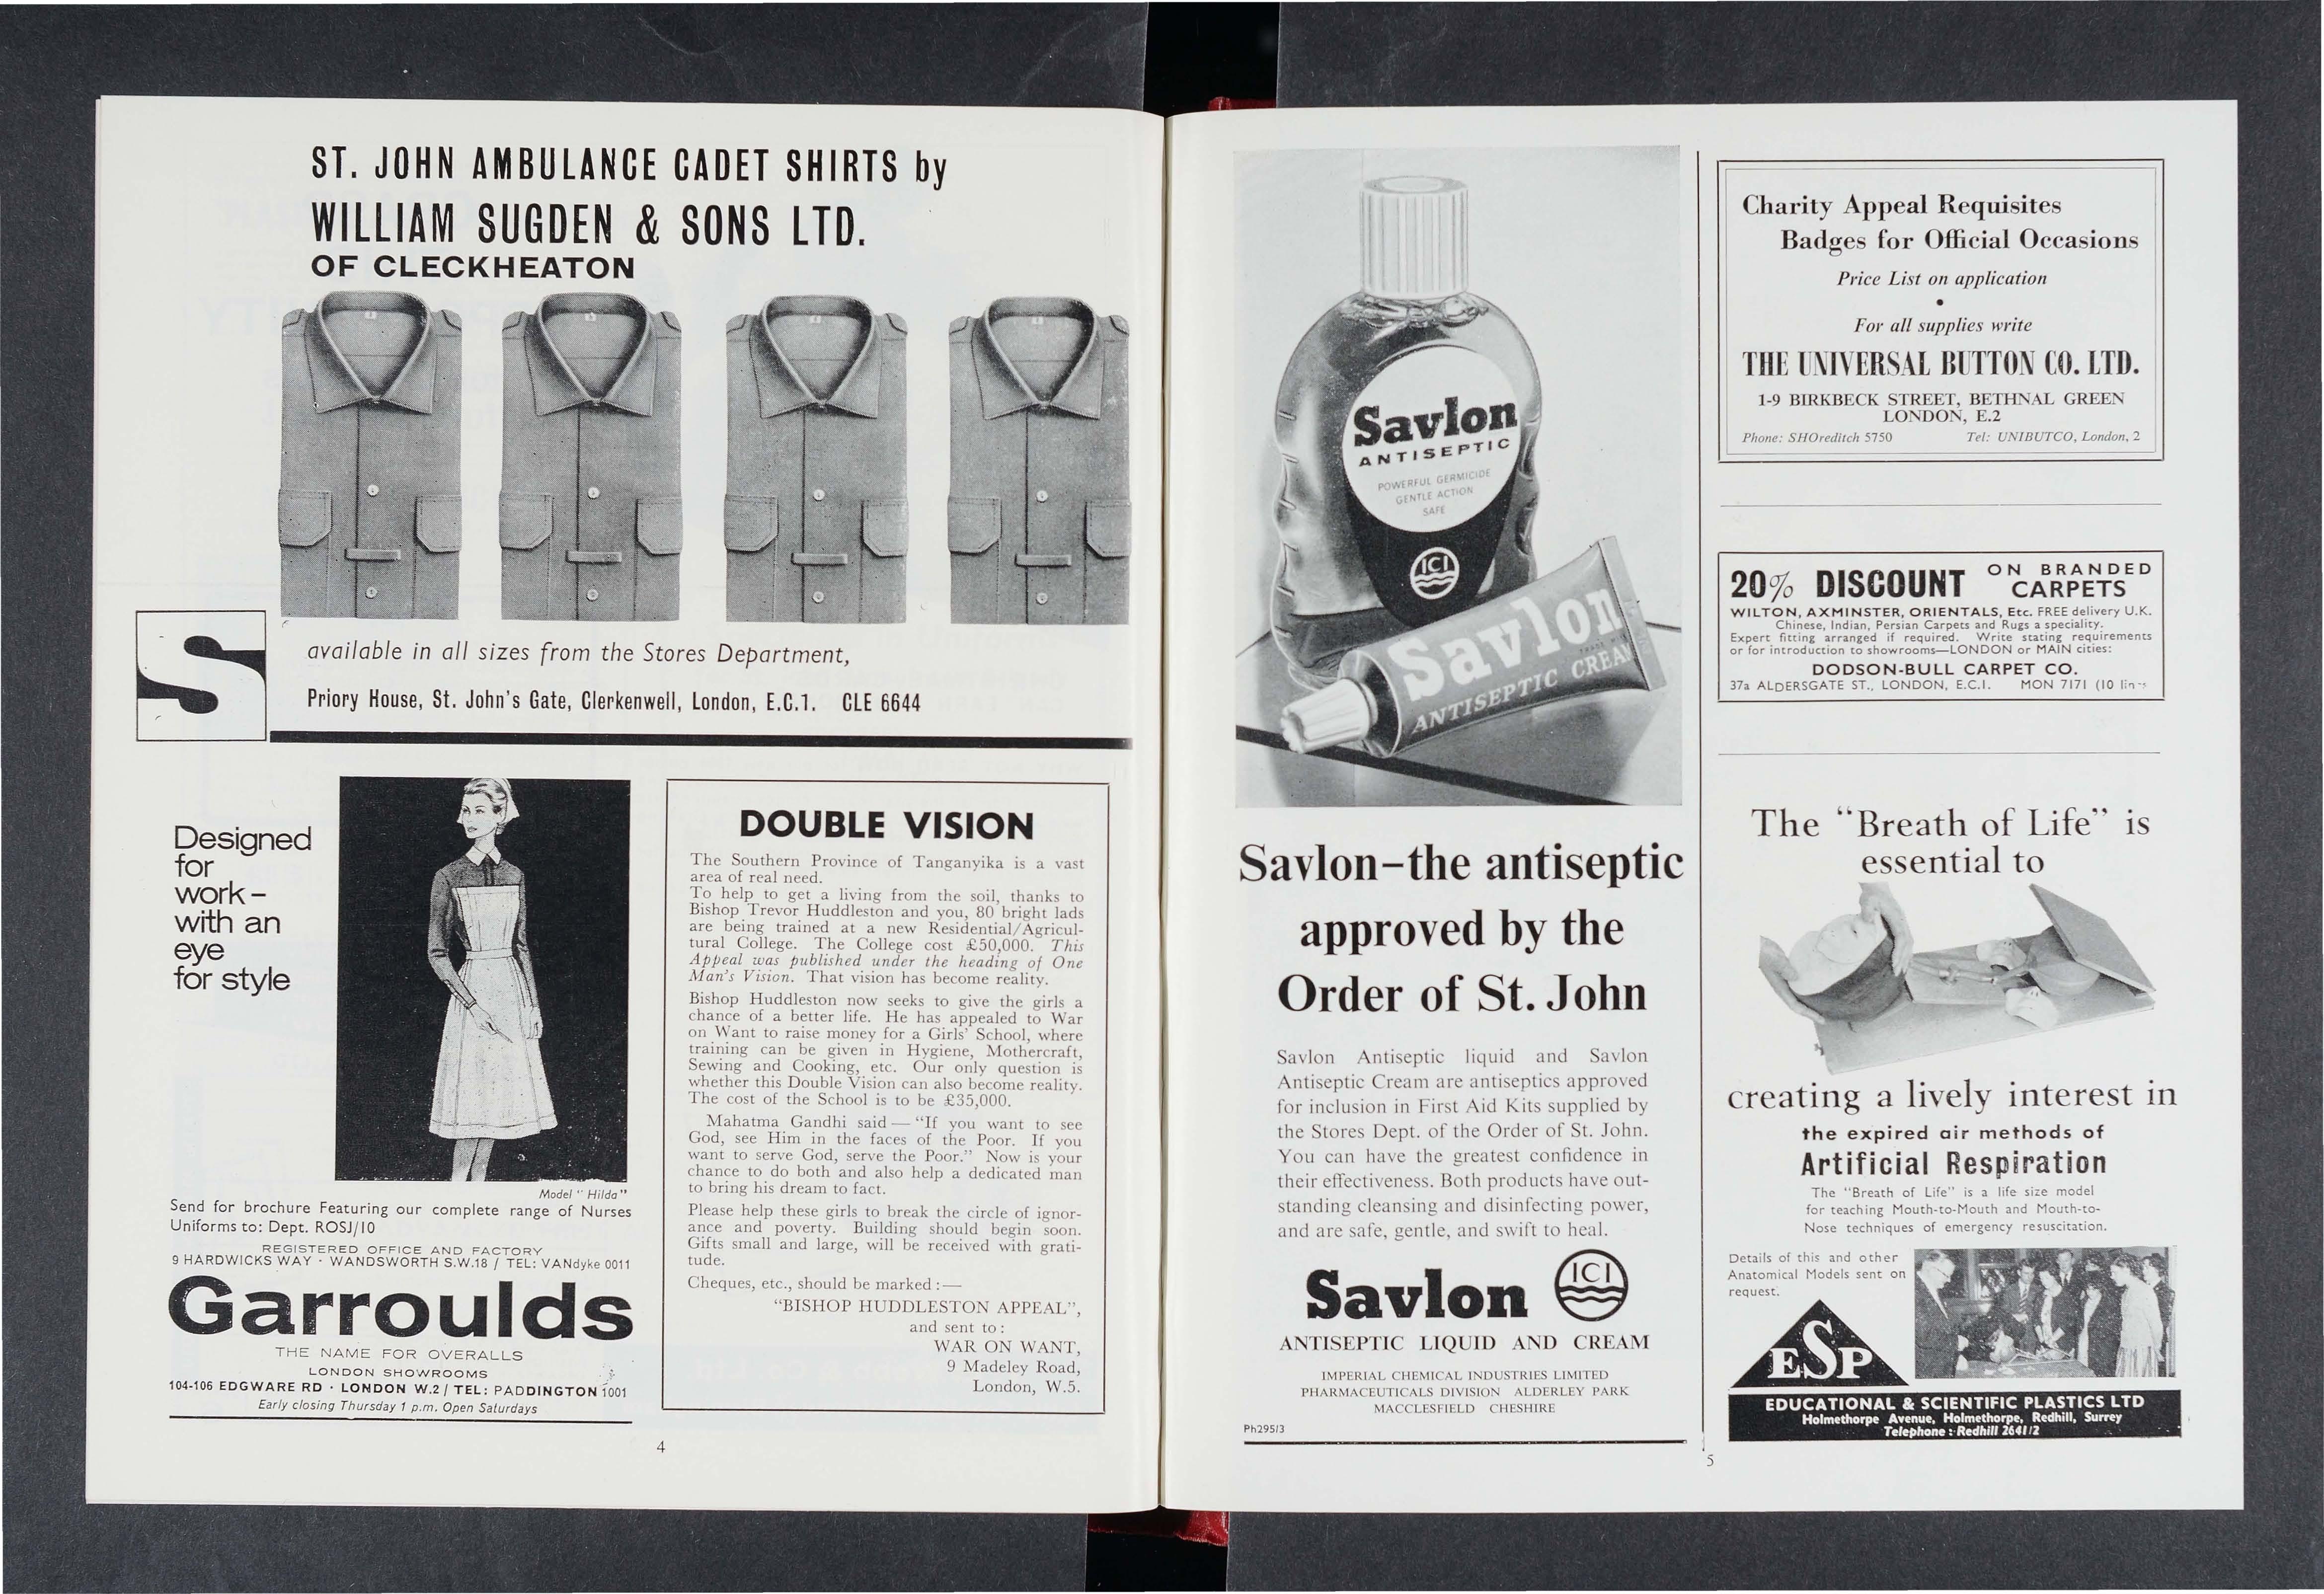 ST. JOHN AMBULANCE CADET SHIRTS by
WILLIAM SUGDEN & SONS LTD.
OF CLECKHEATON
S
available in all sizes from the Stores Department,
Priory House, St. John's Gate, Clerkenwell, London, E.C.1. CLE 6644
Designed
for
work –
with an
eye
for style
Model "Hilda"
Send for brochure Featuring our complete range of Nurses
Uniforms to: Dept. ROSJ/10
REGISTERED OFFICE AND FACTORY
9 HARDWICKS WAY · WANDSWORTH S.W.18 / TEL: VANdyke 0011
Garroulds
THE NAME FOR OVERALLS
LONDON SHOWROOMS
104-106 EDGWARE RD · LONDON W.2 / TEL: PADDINGTON 1001
Early closing Thursday 1 p.m. Open Saturdays
DOUBLE VISION
The Southern Province of Tanganyika is a vast
area of real need.
To help to get a living from the soil, thanks to
Bishop Trevor Huddleston and you, 80 bright lads
are being trained at a new Residential/Agricul-
tural College. The College cost £50,000. This
Appeal was published under the heading of One
Man's Vision. That vision has become reality.
Bishop Huddleston now seeks to give the girls a
chance of a better life. He has appealed to War
on Want to raise money for a Girls' School, where
training can be given in Hygiene, Mothercraft,
Sewing and Cooking, etc. Our only question is
whether this Double Vision can also become reality.
The cost of the School is to be £35,000.
Mahatma Gandhi said — "If you want to see
God, see Him in the faces of the Poor. If you
want to serve God, serve the Poor." Now is your
chance to do both and also help a dedicated man
to bring his dream to fact.
Please help these girls to break the circle of ignor-
ance and poverty. Building should begin soon.
Gifts small and large, will be received with grati-
tude.
Cheques, etc., should be marked :—
"BISHOP HUDDLESTON APPEAL",
and sent to :
WAR ON WANT,
9 Madeley Road,
London, W.5.
4
Savlon
ANTISEPTIC
POWERFUL GERMICIDE
GENTLE ACTION
SAFE
ICI
Savlon
ANTISEPTIC CREAM
Savlon–the antiseptic
approved by the
Order of St. John
Savlon Antiseptic liquid and Savlon
Antiseptic Cream are antiseptics approved
for inclusion in First Aid Kits supplied by
the Stores Dept. of the Order of St. John.
You can have the greatest confidence in
their effectiveness. Both products have out-
standing cleansing and disinfecting power,
and are safe, gentle, and swift to heal.
Savlon ICI
ANTISEPTIC LIQUID AND CREAM
IMPERIAL CHEMICAL INDUSTRIES LIMITED
PHARMACEUTICALS DIVISION ALDERLEY PARK
MACCLESFIELD CHESHIRE
Ph295/3
Charity Appeal Requisites
Badges for Official Occasions
Price List on application
•
For all supplies write
THE UNIVERSAL BUTTON CO. LTD.
1-9 BIRKBECK STREET, BETHNAL GREEN
LONDON, E.2
Phone: SHOreditch 5750 Tel: UNIBUTCO, London, 2
20% DISCOUNT ON BRANDED
CARPETS
WILTON, AXMINSTER, ORIENTALS, Etc. FREE delivery U.K.
Chinese, Indian, Persian Carpets and Rugs a speciality.
Expert fitting arranged if required. Write stating requirements
or for introduction to showrooms—LONDON or MAIN cities:
DODSON-BULL CARPET CO.
37a ALDERSGATE ST., LONDON, E.C.1. MON 7171 (10 lines
The "Breath of Life" is
essential to
creating a lively interest in
the expired air methods of
Artificial Respiration
The "Breath of Life" is a life size model
for teaching Mouth-to-Mouth and Mouth-to-
Nose techniques of emergency resuscitation.
Details of this and other
Anatomical Models sent on
request.
ESP
EDUCATIONAL & SCIENTIFIC PLASTICS LTD
Holmethorpe Avenue, Holmethorpe, Redhill, Surrey
Telephone : Redhill 2641/2
5